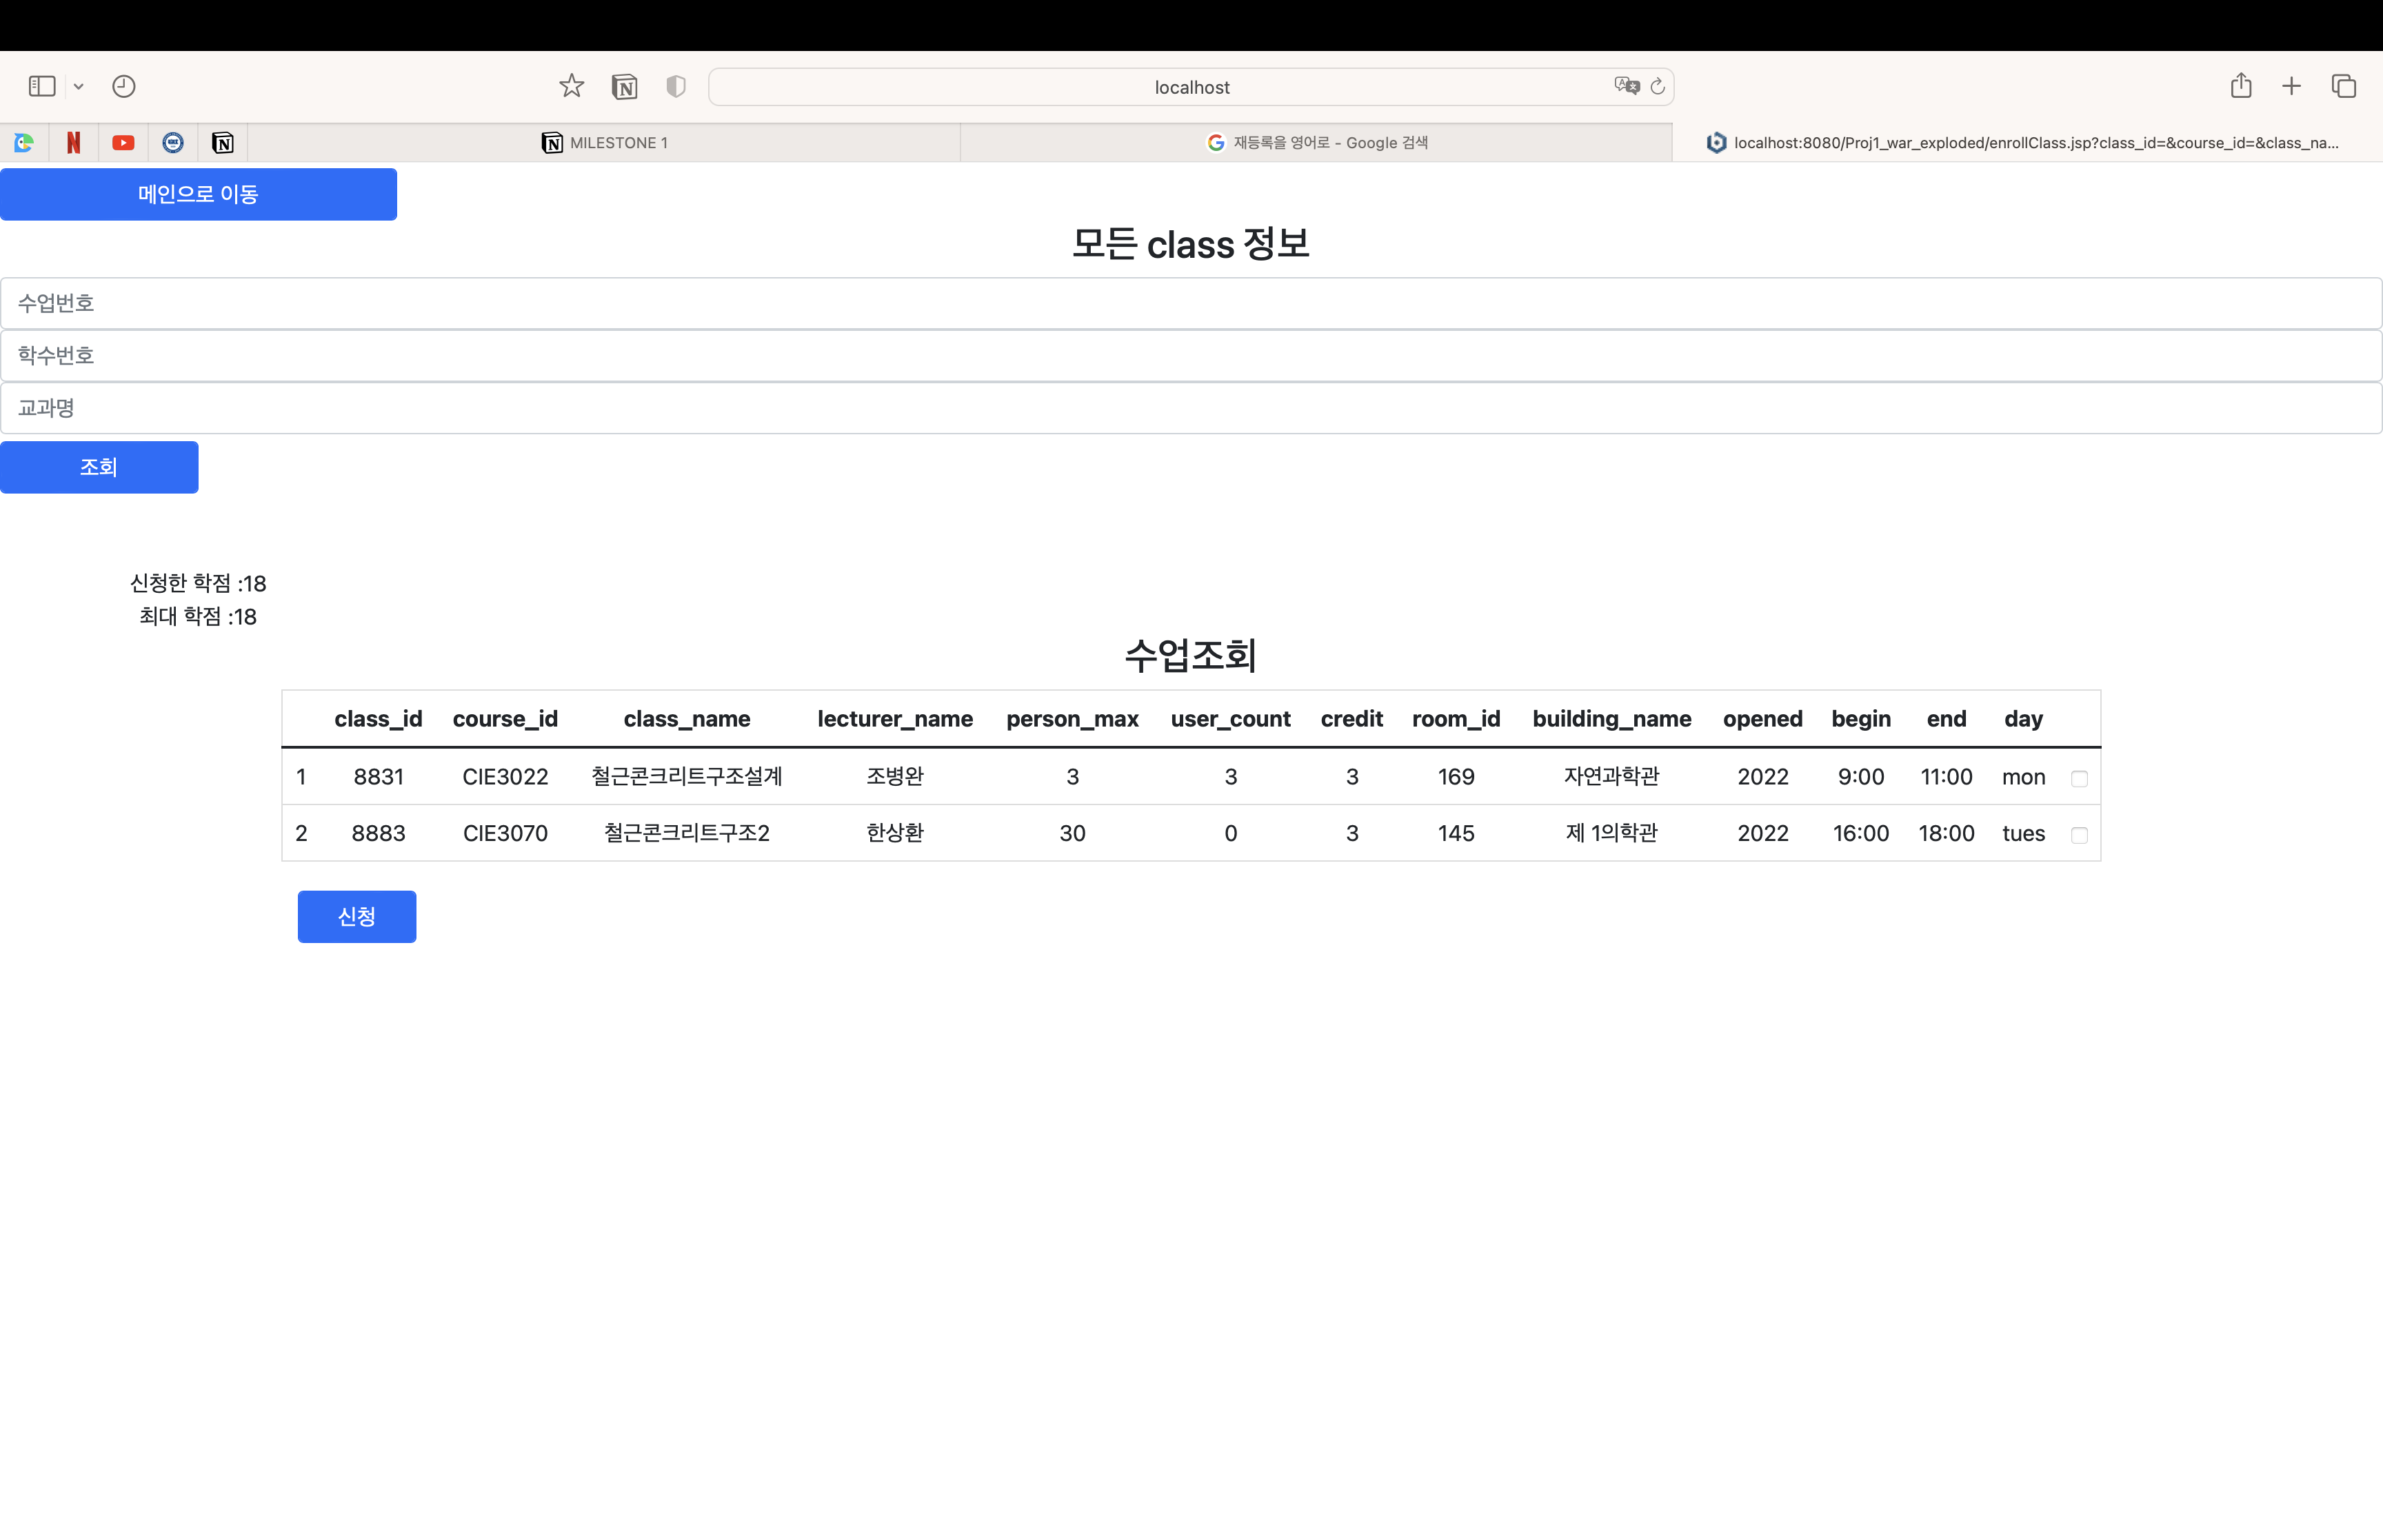 localhost
MILESTONE 1
재등록을 영어로 - Google 검색
localhost:8080/Proj1_war_exploded/enrollClass.jsp?class_id=&course_id=&class_na...
메인으로 이동
모든 class 정보
수업번호
학수번호
교과명
조회
신청한 학점 :18
최대 학점 :18
수업조회
class_id course_id class_name lecturer_name person_max user_count credit room_id building_name opened begin end day
1 8831 CIE3022 철근콘크리트구조설계 조병완 3 3 3 169 자연과학관 2022 9:00 11:00 mon
2 8883 CIE3070 철근콘크리트구조2 한상환 30 0 3 145 제 1의학관 2022 16:00 18:00 tues
신청